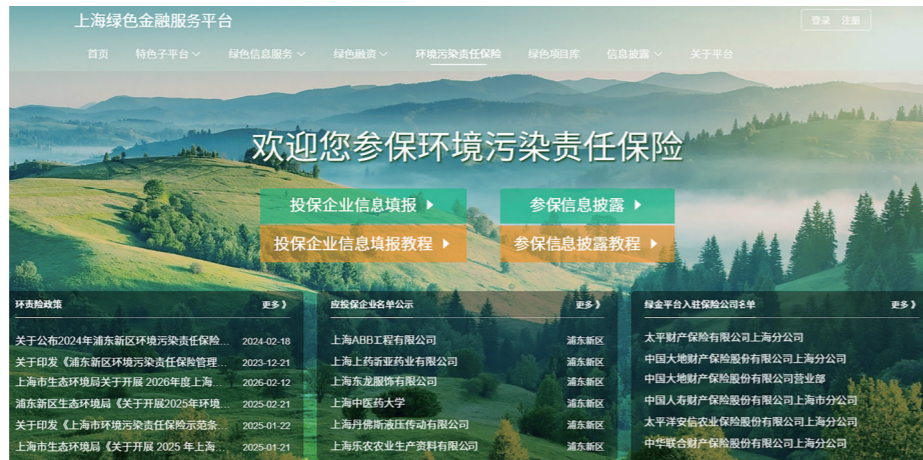 上海绿色金融服务平台
登录 注册
首页 特色子平台 绿色信息服务 绿色融资 环境污染责任保险 绿色项目库 信息披露 关于平台
欢迎您参保环境污染责任保险
投保企业信息填报 参保信息披露
投保企业信息填报教程 参保信息披露教程
环责险政策 更多》
关于公布2024年浦东新区环境污染责任保险... 2024-02-18
关于印发《浦东新区环境污染责任保险管理... 2023-12-21
上海市生态环境局关于开展 2026年度上海... 2026-02-12
浦东新区生态环境局《关于开展2025年环境... 2025-02-21
关于印发《上海市环境污染责任保险示范条... 2025-01-22
上海市生态环境局《关于开展 2025 年上海... 2025-01-21
应投保企业名单公示 更多》
上海ABB工程有限公司 浦东新区
上海上药新亚药业有限公司 浦东新区
上海东龙服饰有限公司 浦东新区
上海中医药大学 浦东新区
上海丹佛斯液压传动有限公司 浦东新区
上海乐农农业生产资料有限公司 浦东新区
绿金平台入驻保险公司名单 更多》
太平财产保险有限公司上海分公司
中国大地财产保险股份有限公司上海分公司
中国大地财产保险股份有限公司营业部
中国人寿财产保险股份有限公司上海市分公司
太平洋安信农业保险股份有限公司上海分公司
中华联合财产保险股份有限公司上海分公司